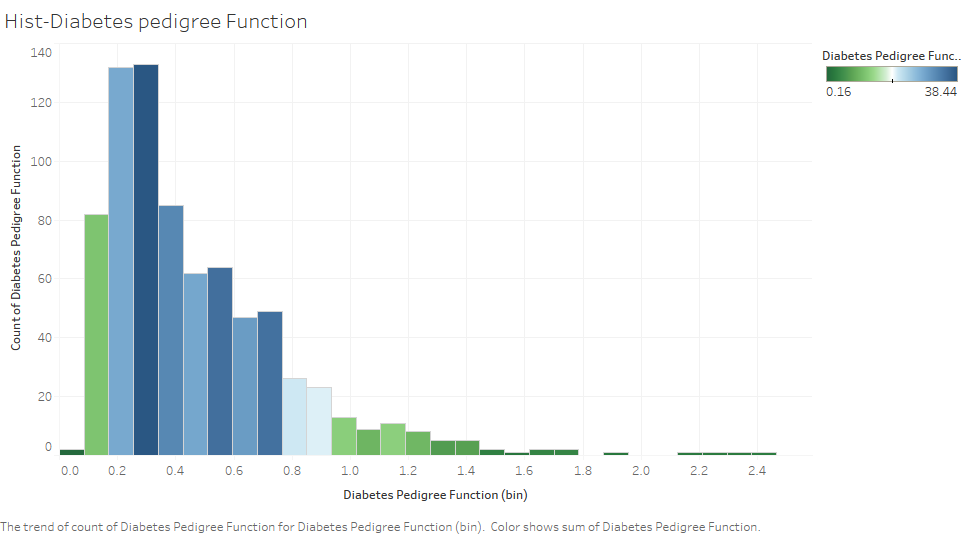 Hist-Diabetes pedigree Function
Diabetes Pedigree Func..
0.16 38.44
140
120
100
80
60
40
20
0
Count of Diabetes Pedigree Function
0.0 0.2 0.4 0.6 0.8 1.0 1.2 1.4 1.6 1.8 2.0 2.2 2.4
Diabetes Pedigree Function (bin)
The trend of count of Diabetes Pedigree Function for Diabetes Pedigree Function (bin). Color shows sum of Diabetes Pedigree Function.